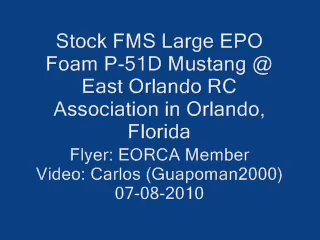 Stock FMS Large EPO
Foam P-51D Mustang @
East Orlando RC
Association in Orlando,
Florida
Flyer: EORCA Member
Video: Carlos (Guapoman2000)
07-08-2010